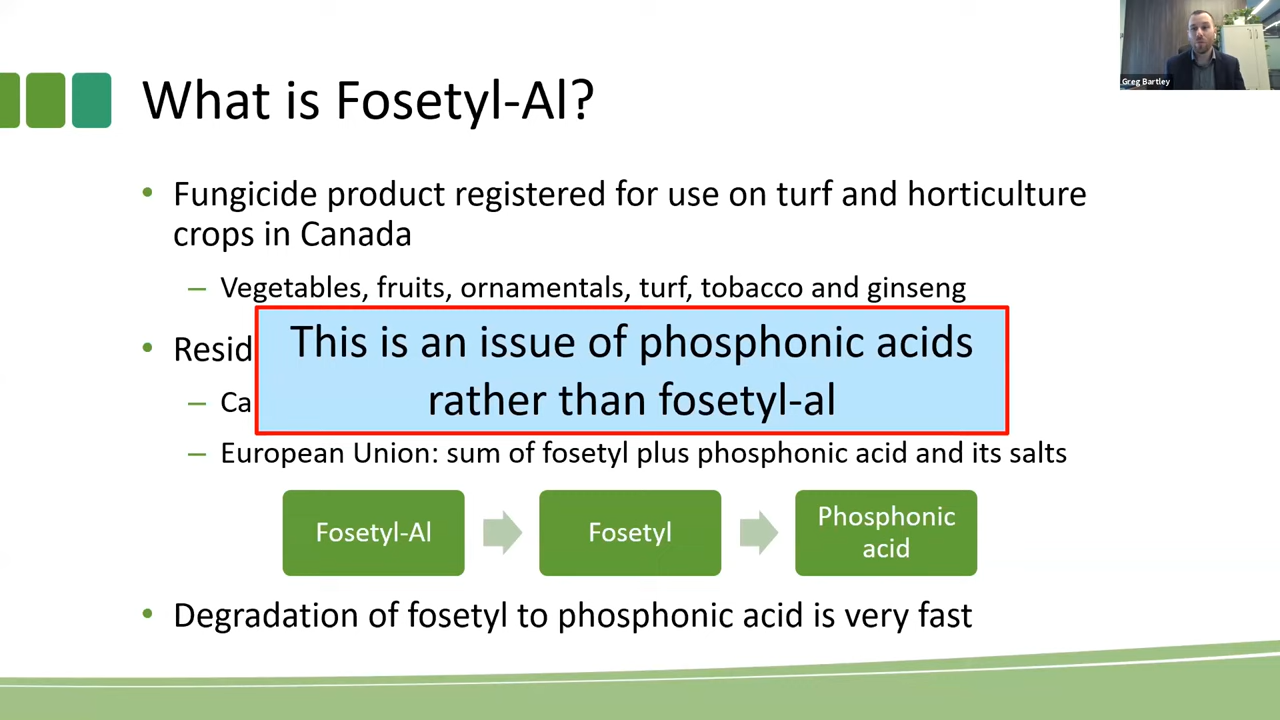 Greg Bartley
What is Fosetyl-Al?
• Fungicide product registered for use on turf and horticulture
crops in Canada
– Vegetables, fruits, ornamentals, turf, tobacco and ginseng
• Resid
– Ca
This is an issue of phosphonic acids
rather than fosetyl-al
– European Union: sum of fosetyl plus phosphonic acid and its salts
Fosetyl-Al
Fosetyl
Phosphonic
acid
• Degradation of fosetyl to phosphonic acid is very fast